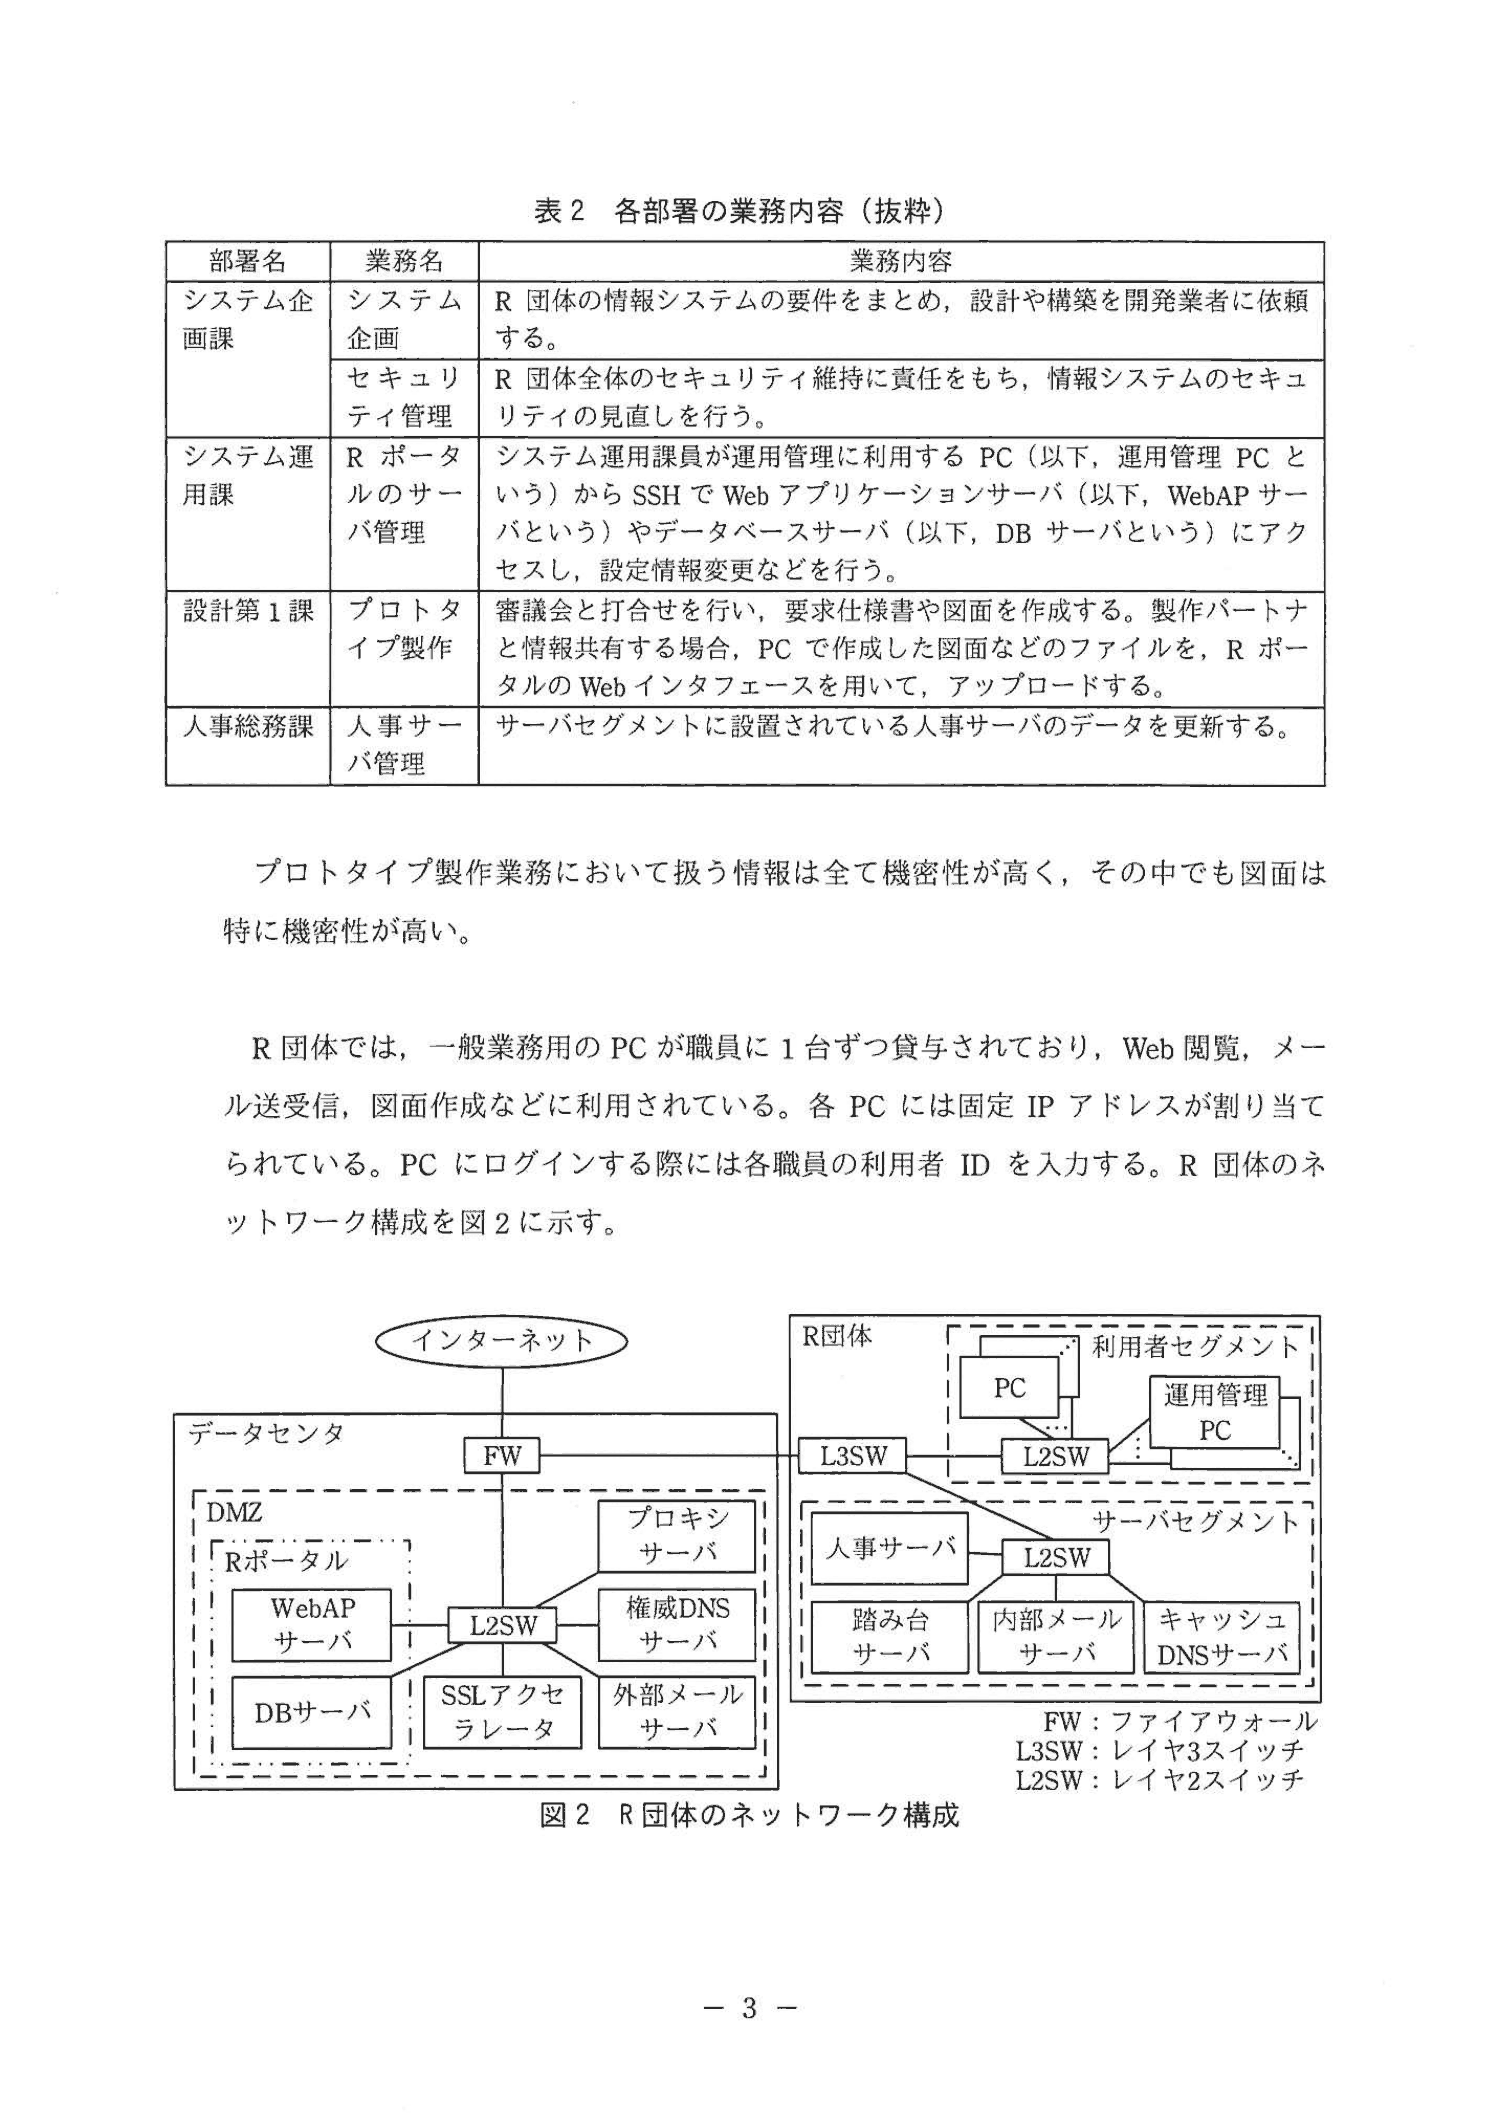 表2　各部署の業務内容（抜粋）
部署名　業務名　業務内容
システム企
画課
システム
企画
R 団体の情報システムの要件をまとめ，設計や構築を開発業者に依頼
する。
セキュリ
ティ管理
R 団体全体のセキュリティ維持に責任をもち，情報システムのセキュ
リティの見直しを行う。
システム運
用課
R ポータ
ルのサー
バ管理
システム運用課員が運用管理に利用する PC（以下，運用管理 PC と
いう）から SSH で Web アプリケーションサーバ（以下，WebAP サー
バという）やデータベースサーバ（以下，DB サーバという）にアク
セスし，設定情報変更などを行う。
設計第1課
プロトタ
イプ製作
審議会と打合せを行い，要求仕様書や図面を作成する。製作パートナ
と情報共有する場合，PC で作成した図面などのファイルを，R ポー
タルの Web インタフェースを用いて，アップロードする。
人事総務課
人事サー
バ管理
サーバセグメントに設置されている人事サーバのデータを更新する。
プロトタイプ製作業務において扱う情報は全て機密性が高く，その中でも図面は
特に機密性が高い。
R 団体では，一般業務用の PC が職員に 1 台ずつ貸与されており，Web 閲覧，メー
ル送受信，図面作成などに利用されている。各 PC には固定 IP アドレスが割り当て
られている。PC にログインする際には各職員の利用者 ID を入力する。R 団体のネ
ットワーク構成を図 2 に示す。
インターネット
データセンタ
FW
DMZ
Rポータル
WebAP
サーバ
DBサーバ
L2SW
SSLアクセ
ラレータ
プロキシ
サーバ
権威DNS
サーバ
外部メール
サーバ
R団体
利用者セグメント
PC
運用管理
PC
L3SW
L2SW
サーバセグメント
人事サーバ
L2SW
踏み台
サーバ
内部メール
サーバ
キャッシュ
DNSサーバ
FW：ファイアウォール
L3SW：レイヤ3スイッチ
L2SW：レイヤ2スイッチ
図2　R団体のネットワーク構成
－ 3 －